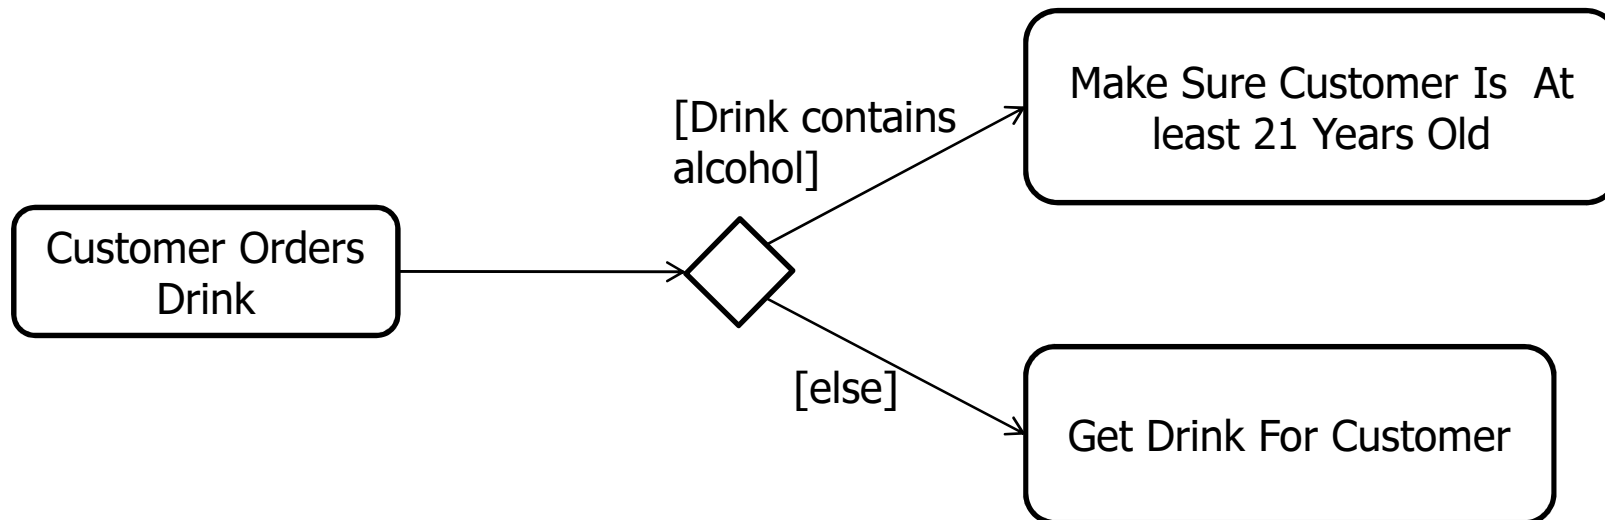 [Drink contains
alcohol]
Make Sure Customer Is  At
least 21 Years Old
Customer Orders
Drink
[else]
Get Drink For Customer